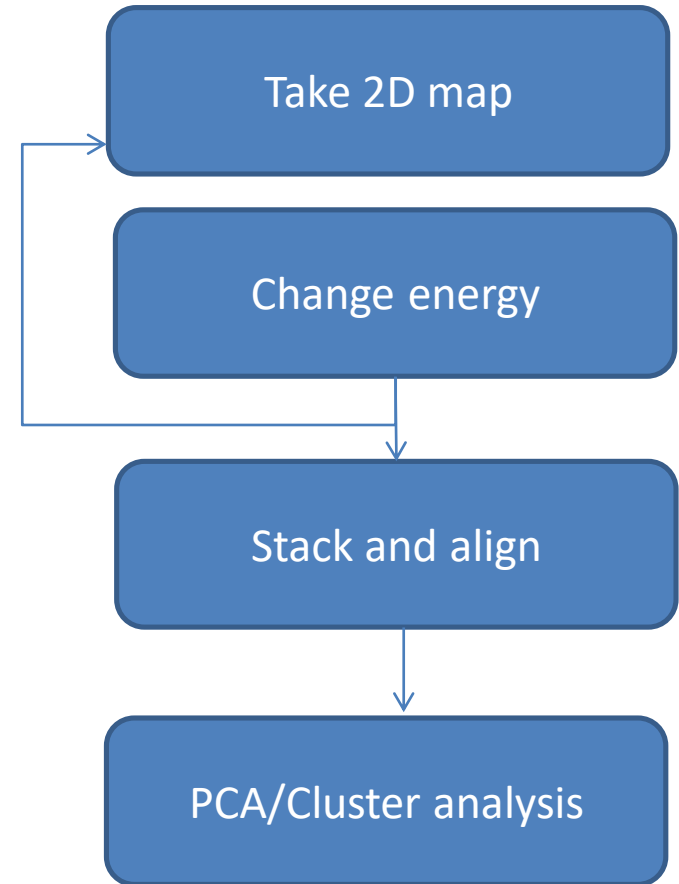 Take 2D map
Change energy
Stack and align
PCA/Cluster analysis